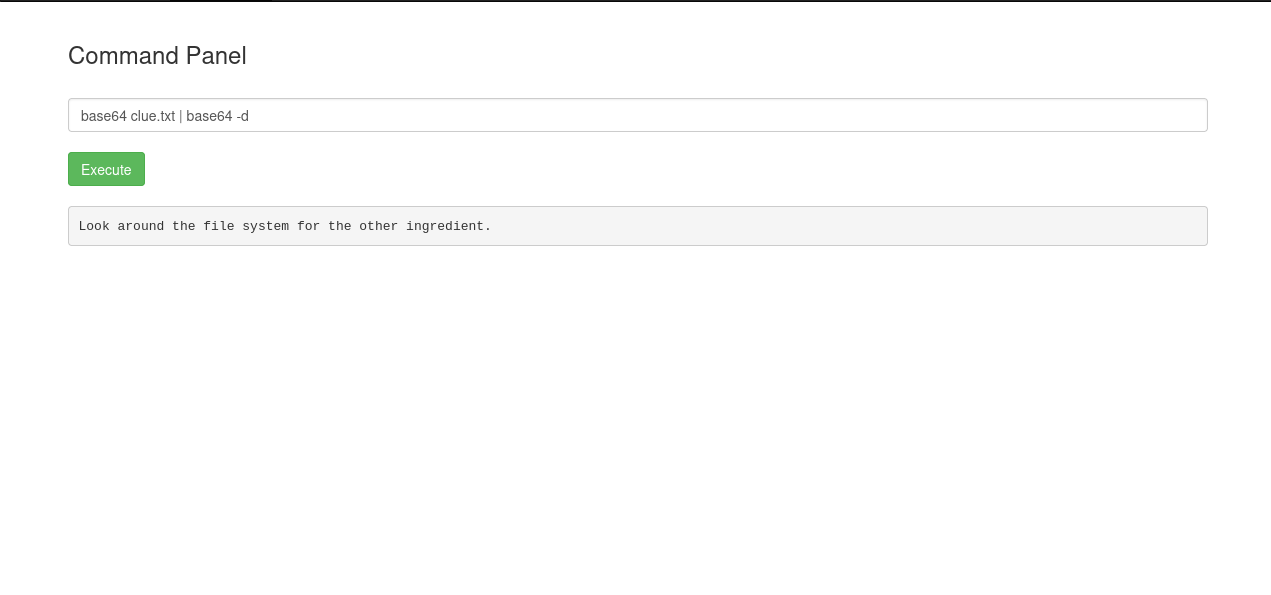 Command Panel
base64 clue.txt | base64 -d
Execute
Look around the file system for the other ingredient.